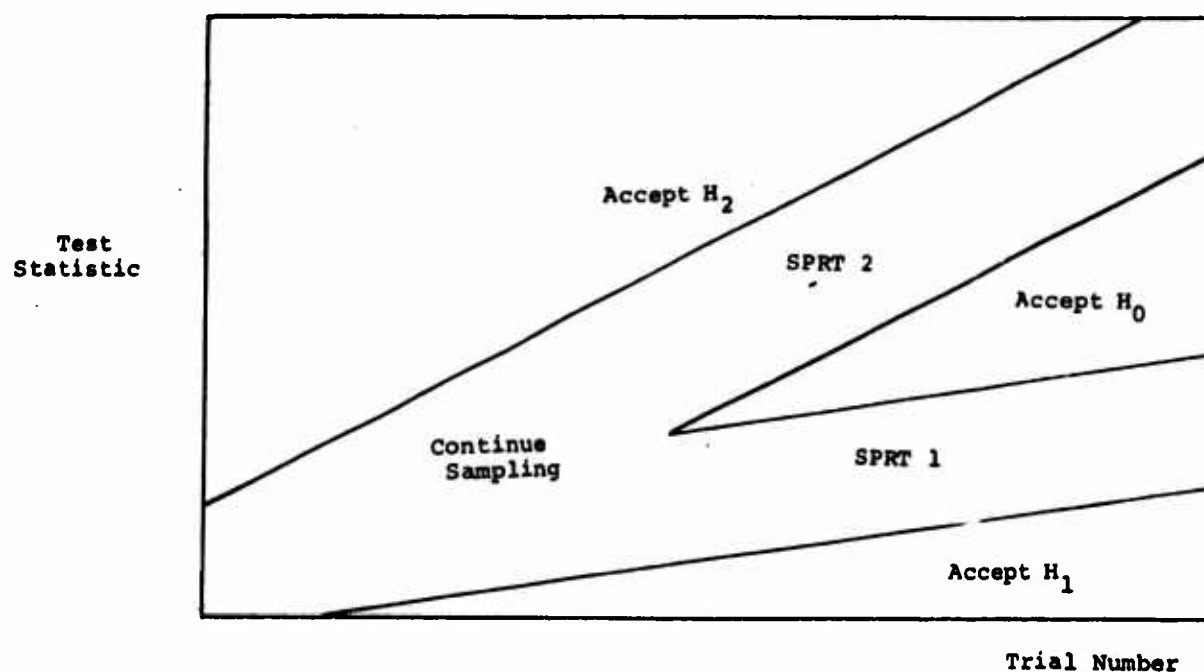 Accept H2
Test
Statistic
SPRT 2
Accept H0
Continue
Sampling
SPRT 1
Accept H1
Trial Number